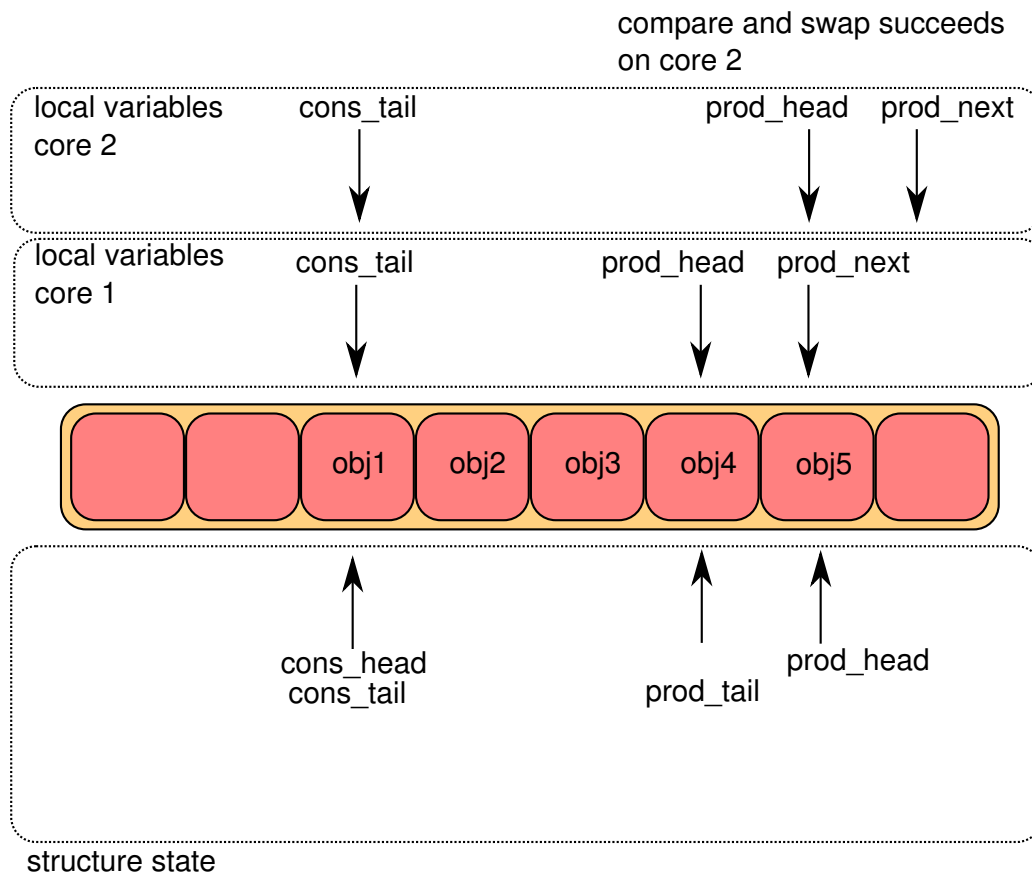 compare and swap succeeds
on core 2
local variables
core 2
cons_tail
prod_head
prod_next
local variables
core 1
cons_tail
prod_head
prod_next
obj1
obj2
obj3
obj4
obj5
cons_head
cons_tail
prod_tail
prod_head
structure state